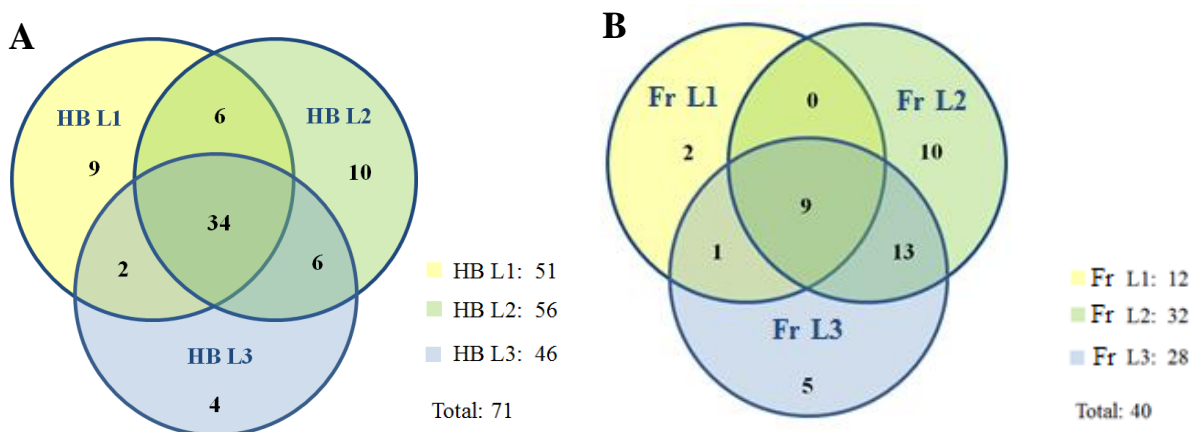 A
HB L1
6
HB L2
9
10
34
2
6
HB L3
4
HB L1: 51
HB L2: 56
HB L3: 46
Total: 71
B
Fr L1
0
Fr L2
2
10
9
1
13
Fr L3
5
Fr L1: 12
Fr L2: 32
Fr L3: 28
Total: 40